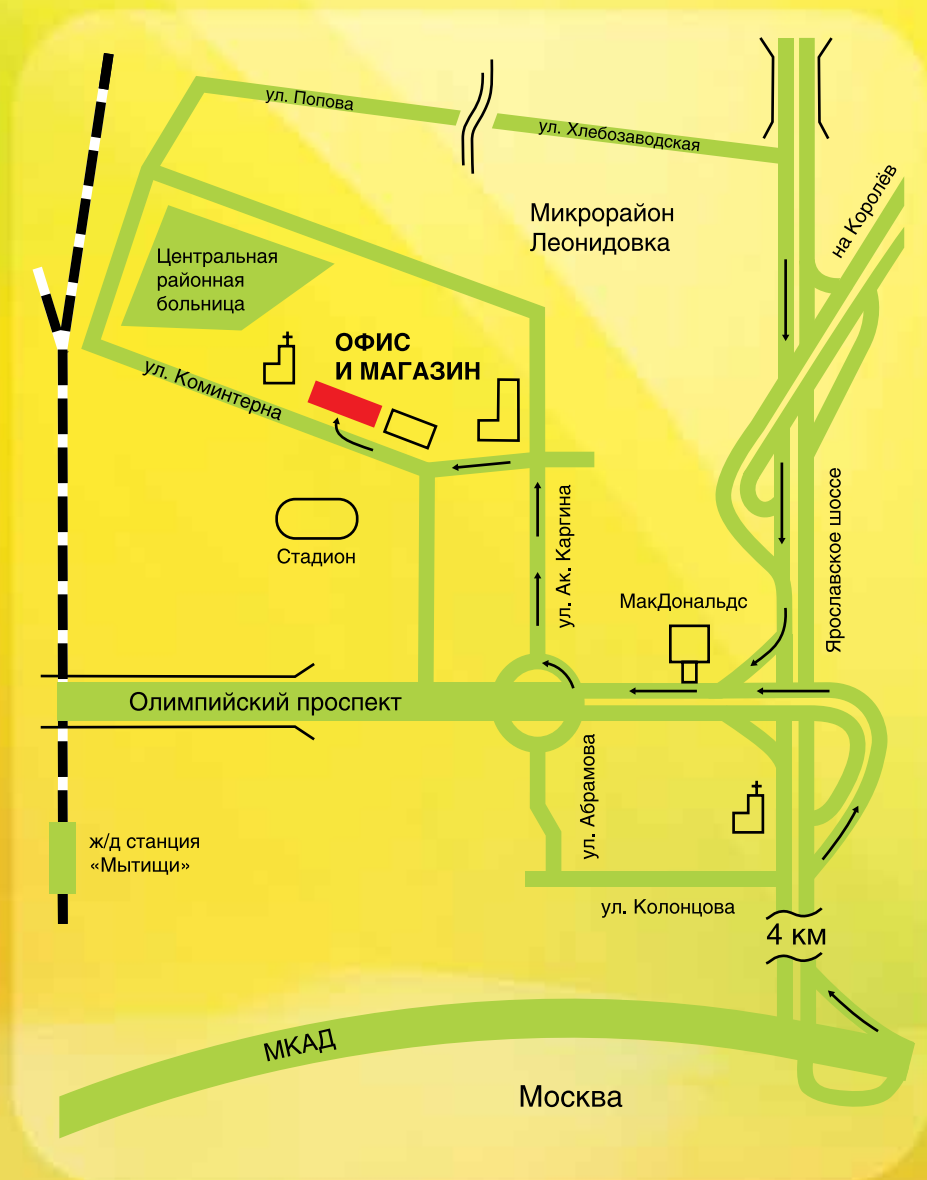 ул. Попова
ул. Хлебозаводская
на Королёв
Микрорайон
Леонидовка
Центральная
районная
больница
ОФИС
И МАГАЗИН
ул. Коминтерна
Стадион
ул. Ак. Каргина
Ярославское шоссе
МакДональдс
Олимпийский проспект
ул. Абрамова
ж/д станция
«Мытищи»
ул. Колонцова
4 км
МКАД
Москва